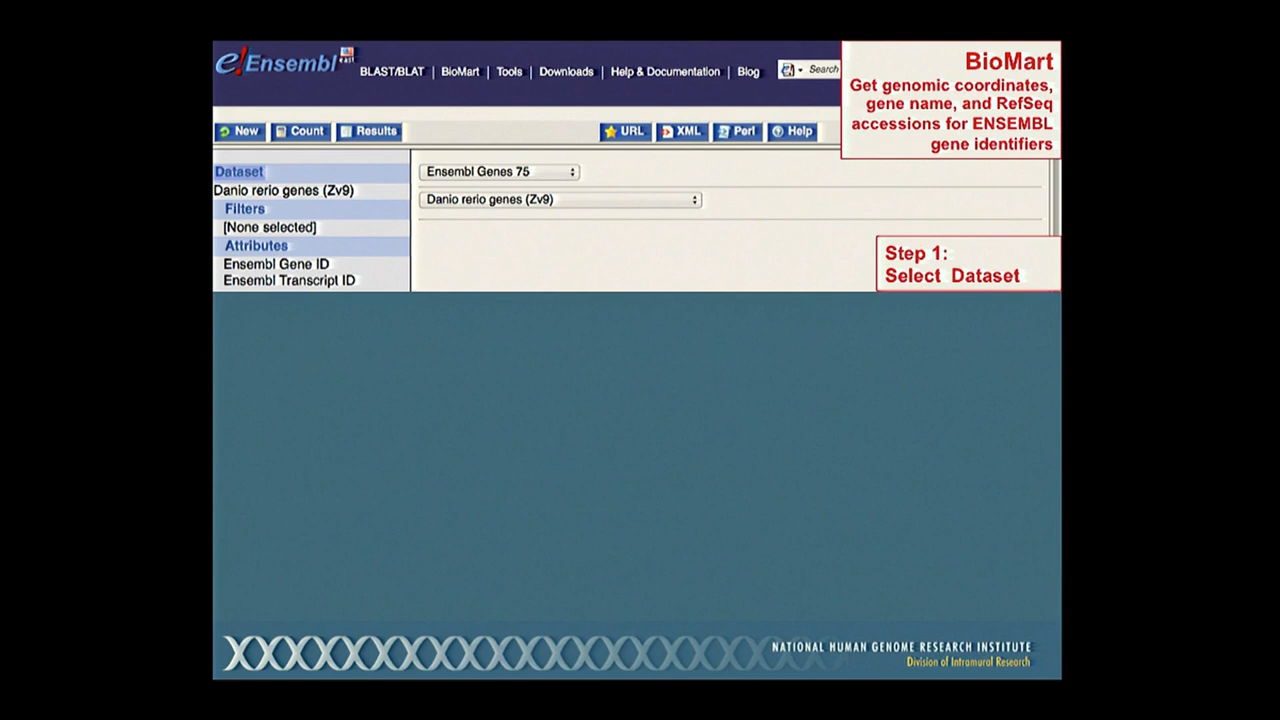 e!Ensembl east
BLAST/BLAT | BioMart | Tools | Downloads | Help & Documentation | Blog
Search
BioMart
Get genomic coordinates,
gene name, and RefSeq
accessions for ENSEMBL
gene identifiers
New Count Results URL XML Perl Help
Dataset
Danio rerio genes (Zv9)
Filters
[None selected]
Attributes
Ensembl Gene ID
Ensembl Transcript ID
Ensembl Genes 75
Danio rerio genes (Zv9)
Step 1:
Select Dataset
NATIONAL HUMAN GENOME RESEARCH INSTITUTE
Division of Intramural Research